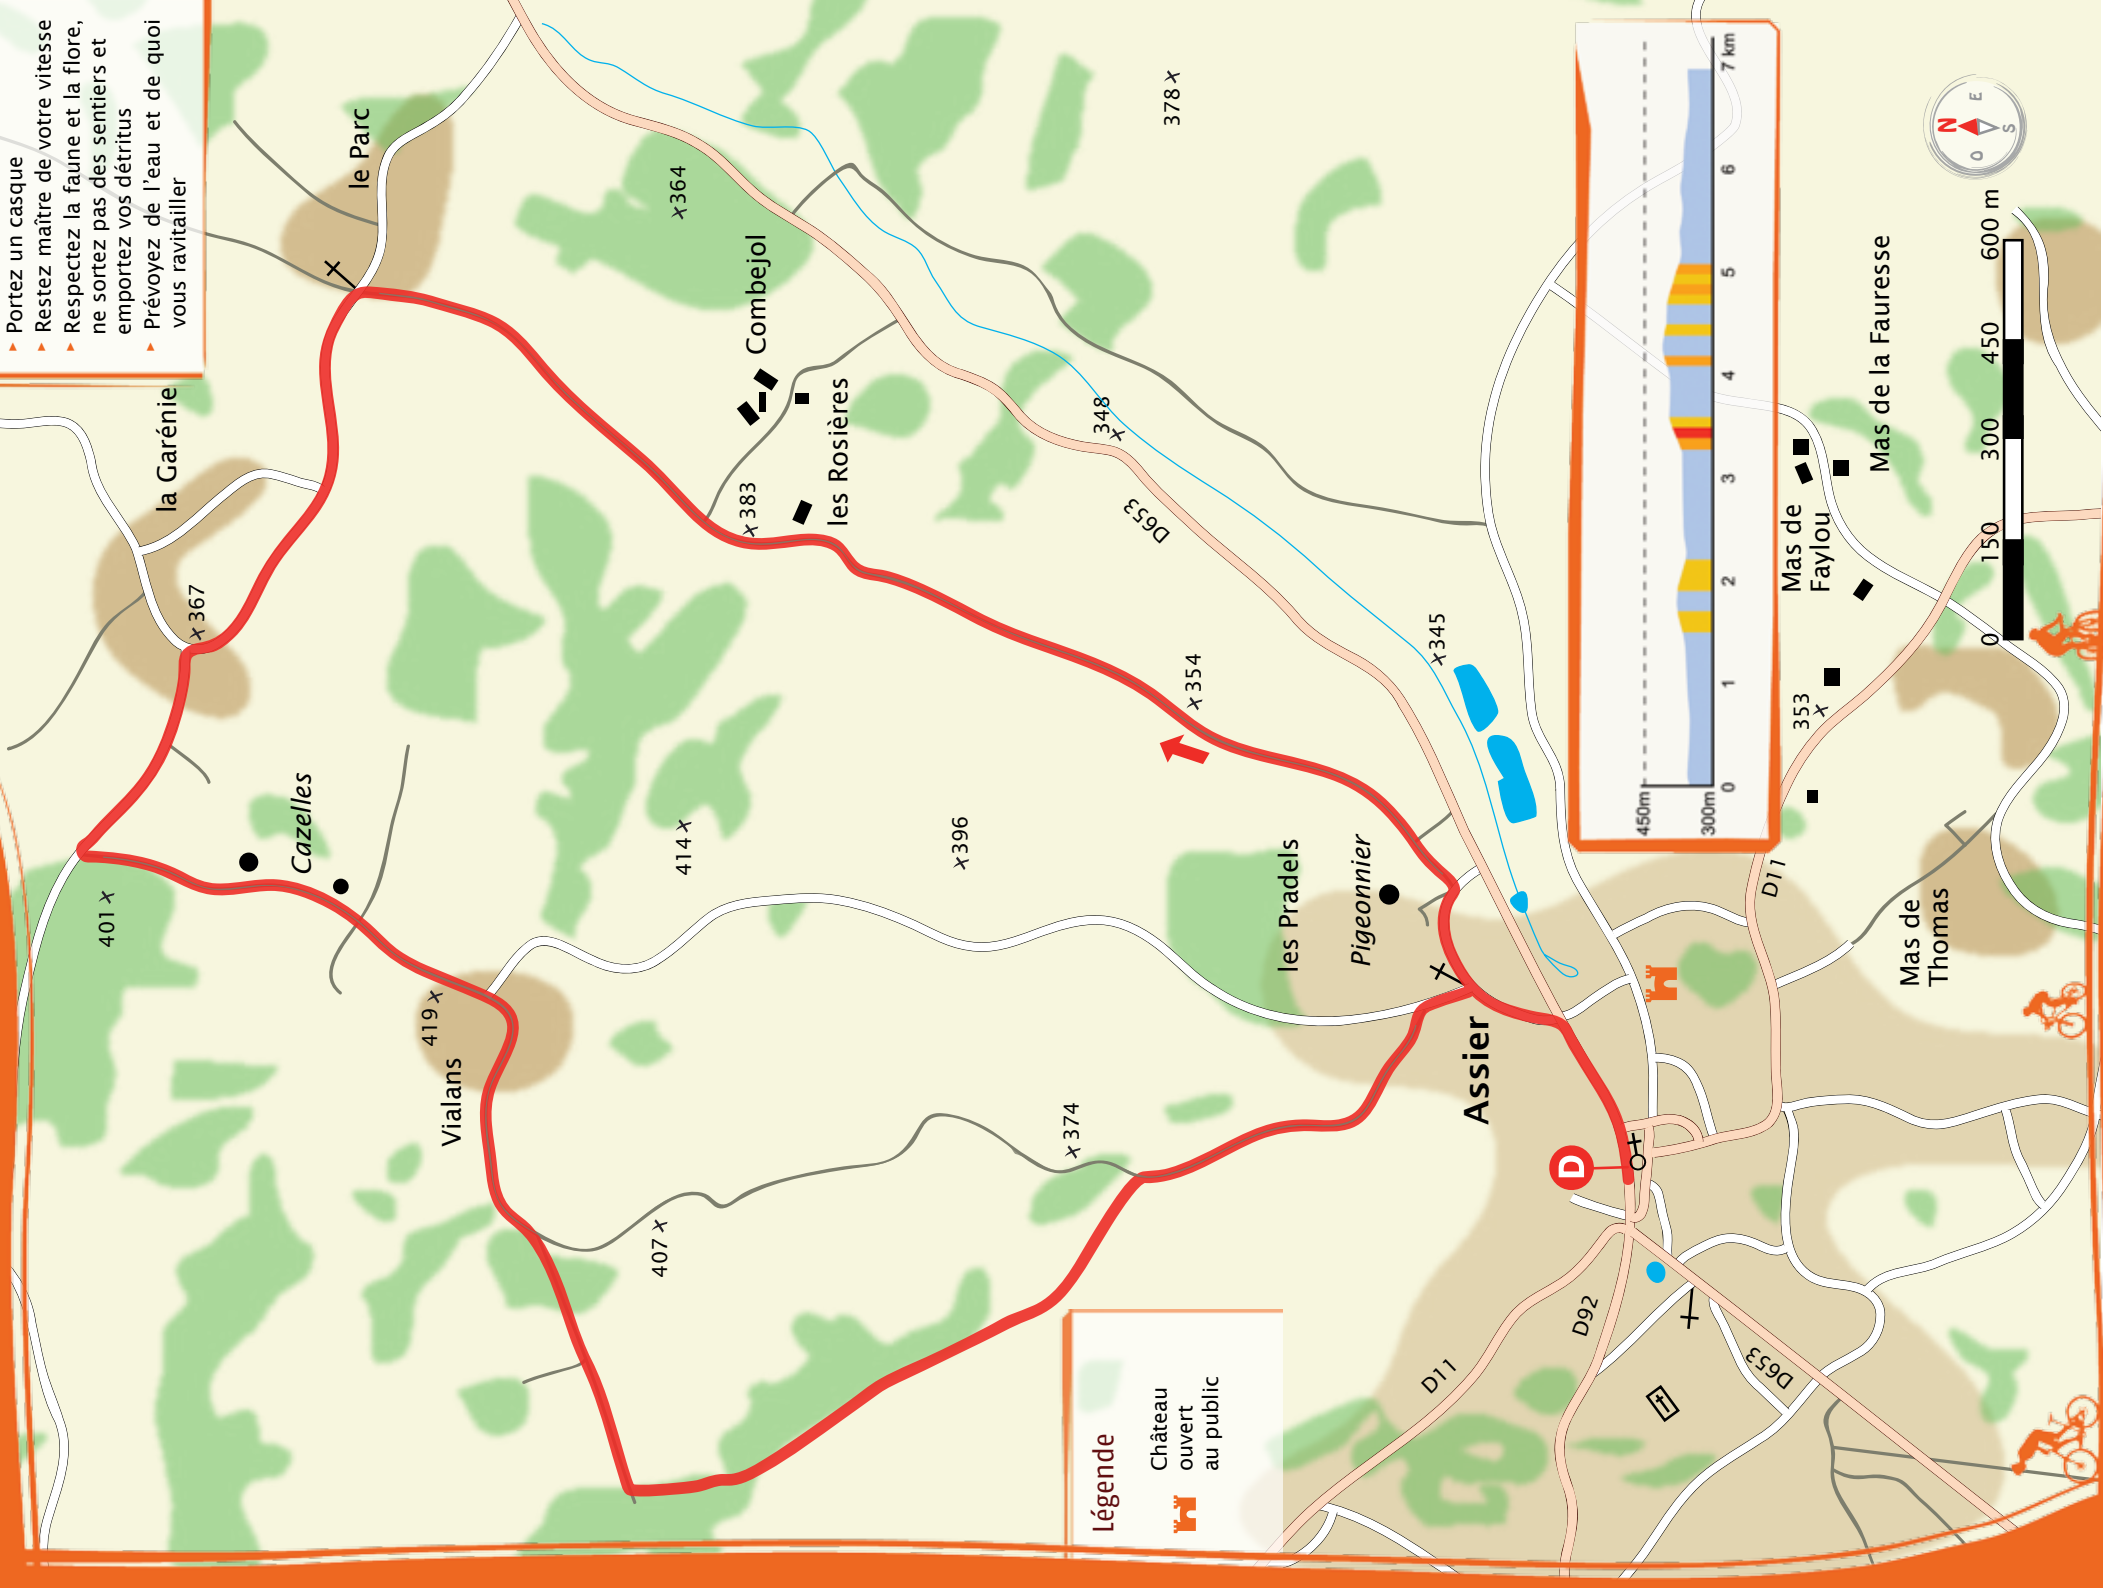 ▸ Portez un casque
▸ Restez maître de votre vitesse
▸ Respectez la faune et la flore,
ne sortez pas des sentiers et
emportez vos détritus
▸ Prévoyez de l'eau et de quoi
vous ravitailler
le Parc
la Garénie
x 367
401 x
Cazelles
419 x
Vialans
x 364
Combejol
x 383
les Rosières
378 x
348
x
D653
x 354
x 345
414 x
x 396
407 x
x 374
les Pradels
Pigeonnier
Assier
D
D11
D92
D653
D11
353
x
Mas de
Thomas
Mas de
Faylou
Mas de la Fauresse
Légende
Château
ouvert
au public
450m
300m
0 1 2 3 4 5 6 7 km
N
E
S
O
0 150 300 450 600 m